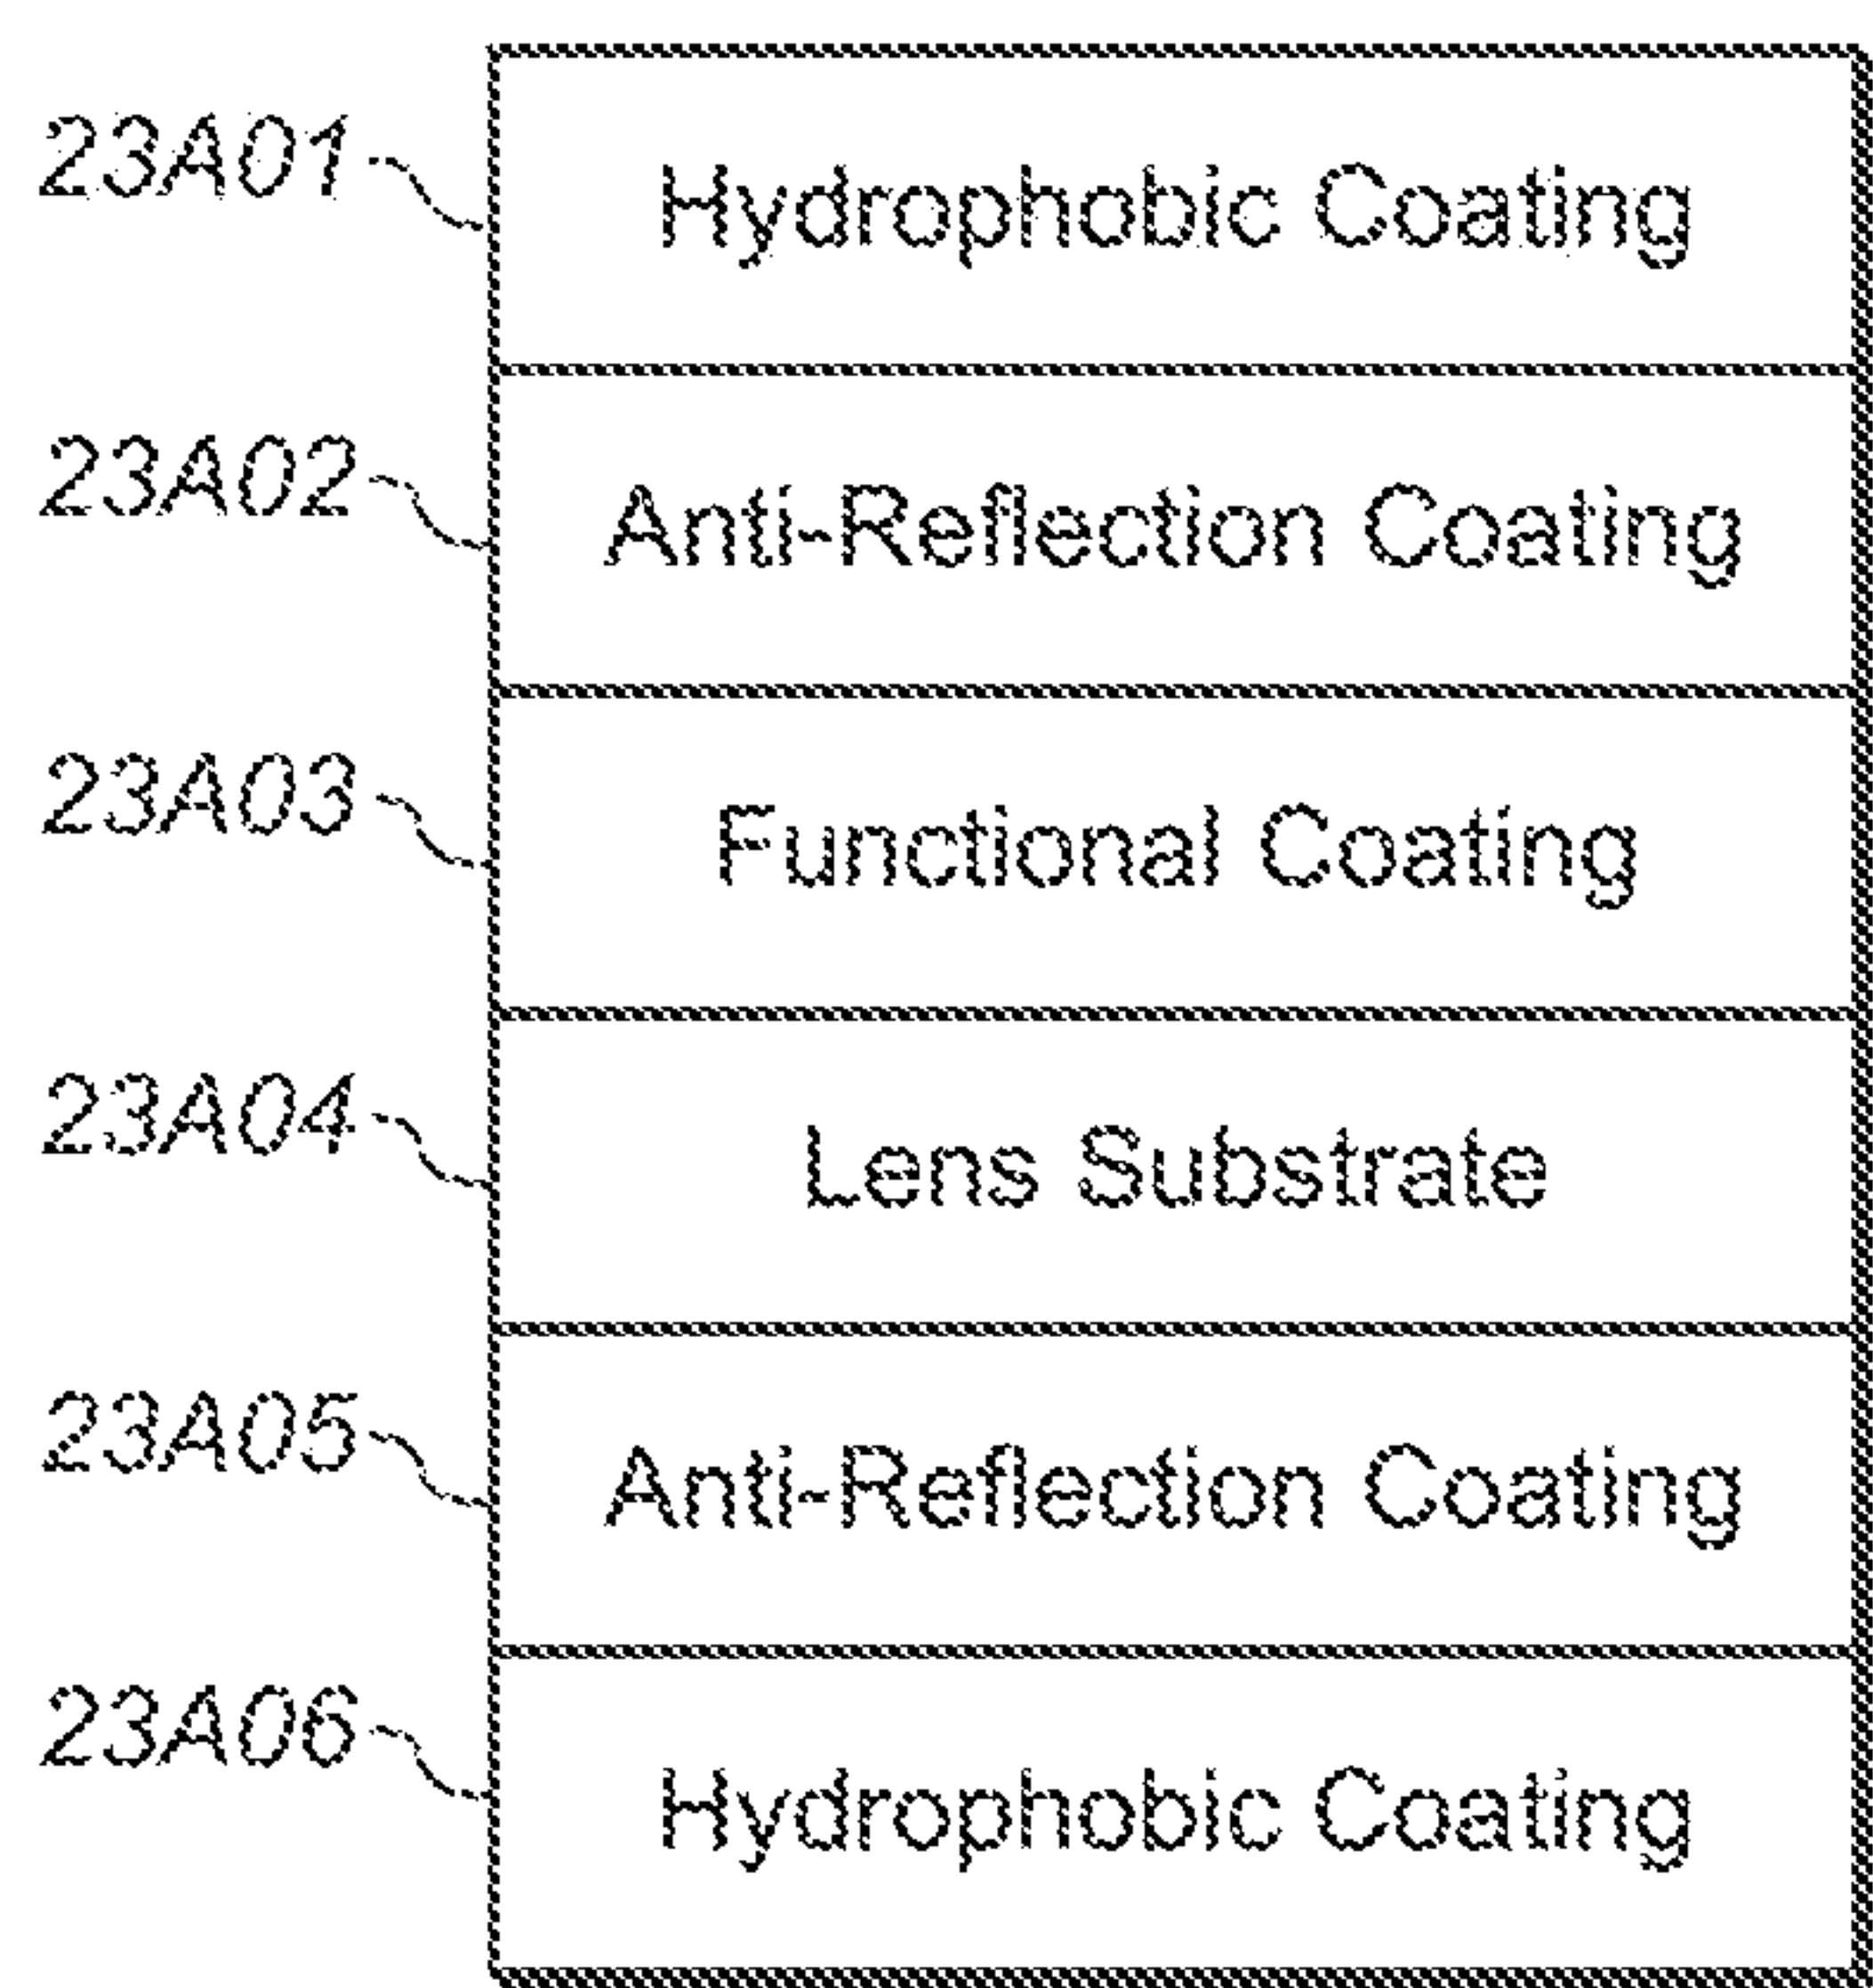 23A01 Hydrophobic Coating
23A02 Anti-Reflection Coating
23A03 Functional Coating
23A04 Lens Substrate
23A05 Anti-Reflection Coating
23A06 Hydrophobic Coating